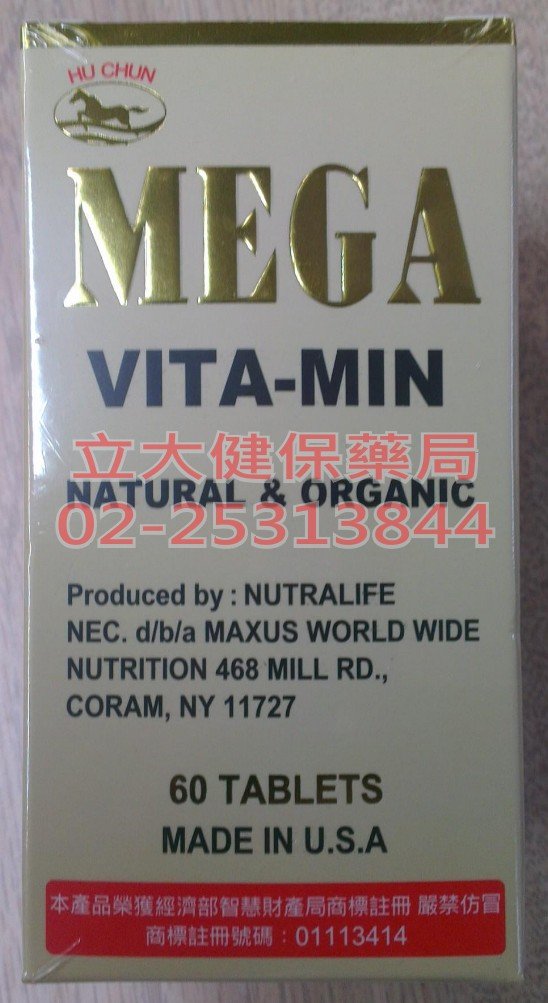 HU CHUN
MEGA
VITA-MIN
立大健保藥局
NATURAL & ORGANIC
02-25313844
Produced by : NUTRALIFE
NEC. d/b/a MAXUS WORLD WIDE
NUTRITION 468 MILL RD.,
CORAM, NY 11727
60 TABLETS
MADE IN U.S.A
本產品榮獲經濟部智慧財產局商標註冊 嚴禁仿冒
商標註冊號碼：01113414